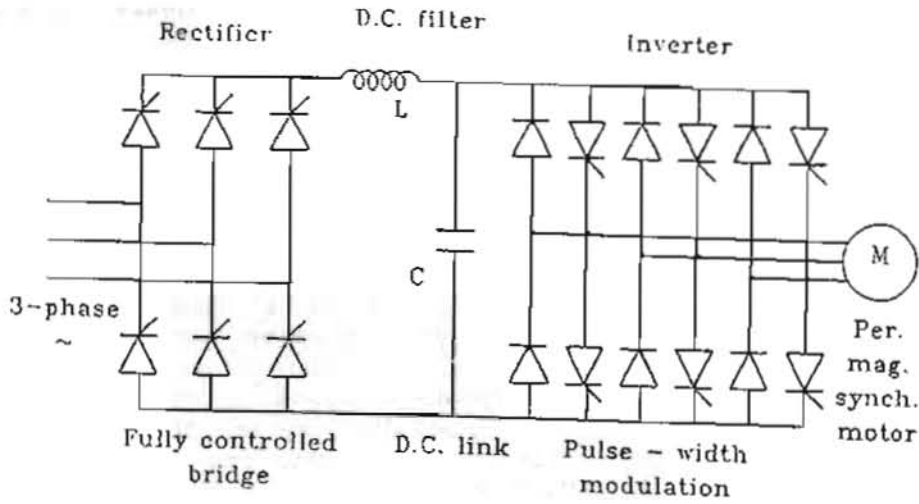 Rectifier
D.C. filter
Inverter
L
C
M
3-phase
~
Per.
mag.
synch.
motor
Fully controlled
bridge
D.C. link
Pulse - width
modulation